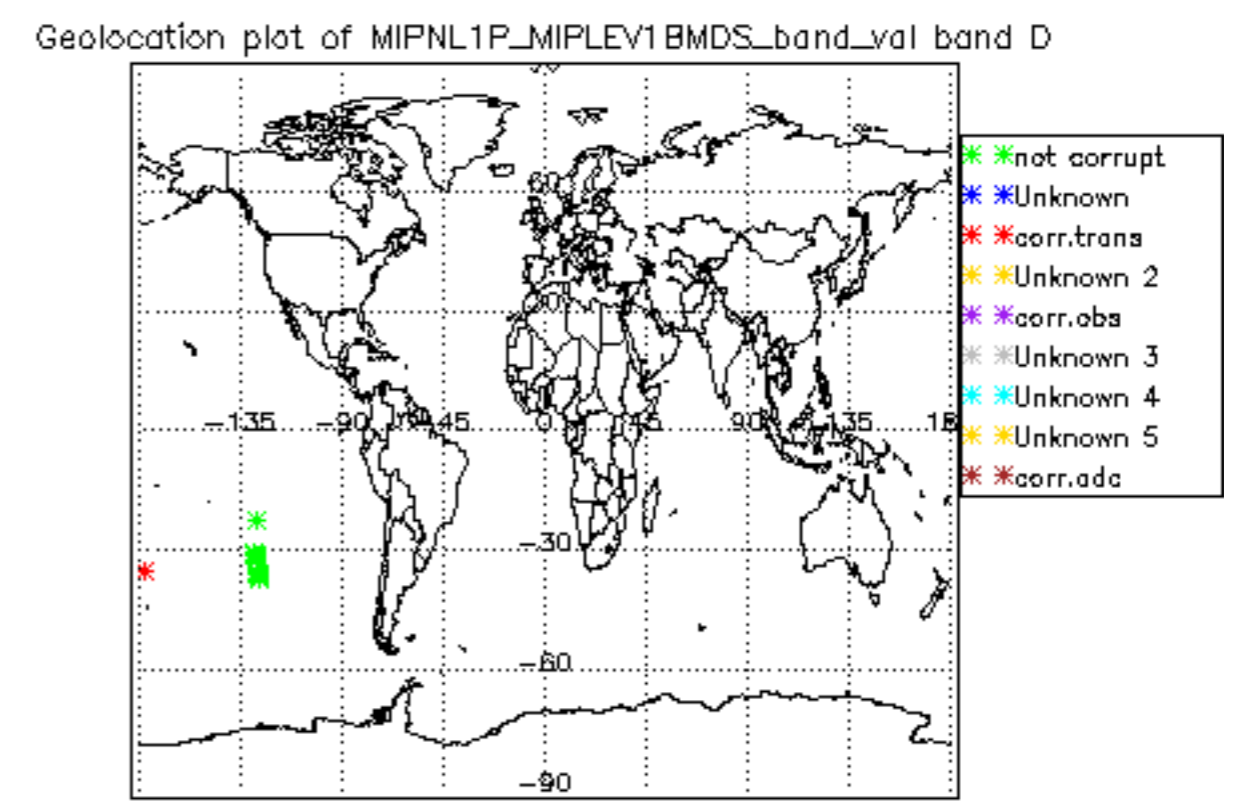 Geolocation plot of MIPNL1P_MIPLEV1BMDS_band_val band D
not corrupt
Unknown
corr.trans
Unknown 2
corr.obs
Unknown 3
Unknown 4
Unknown 5
corr.adc
-135 -90 -45 0 45 90 135
-30
-60
-90